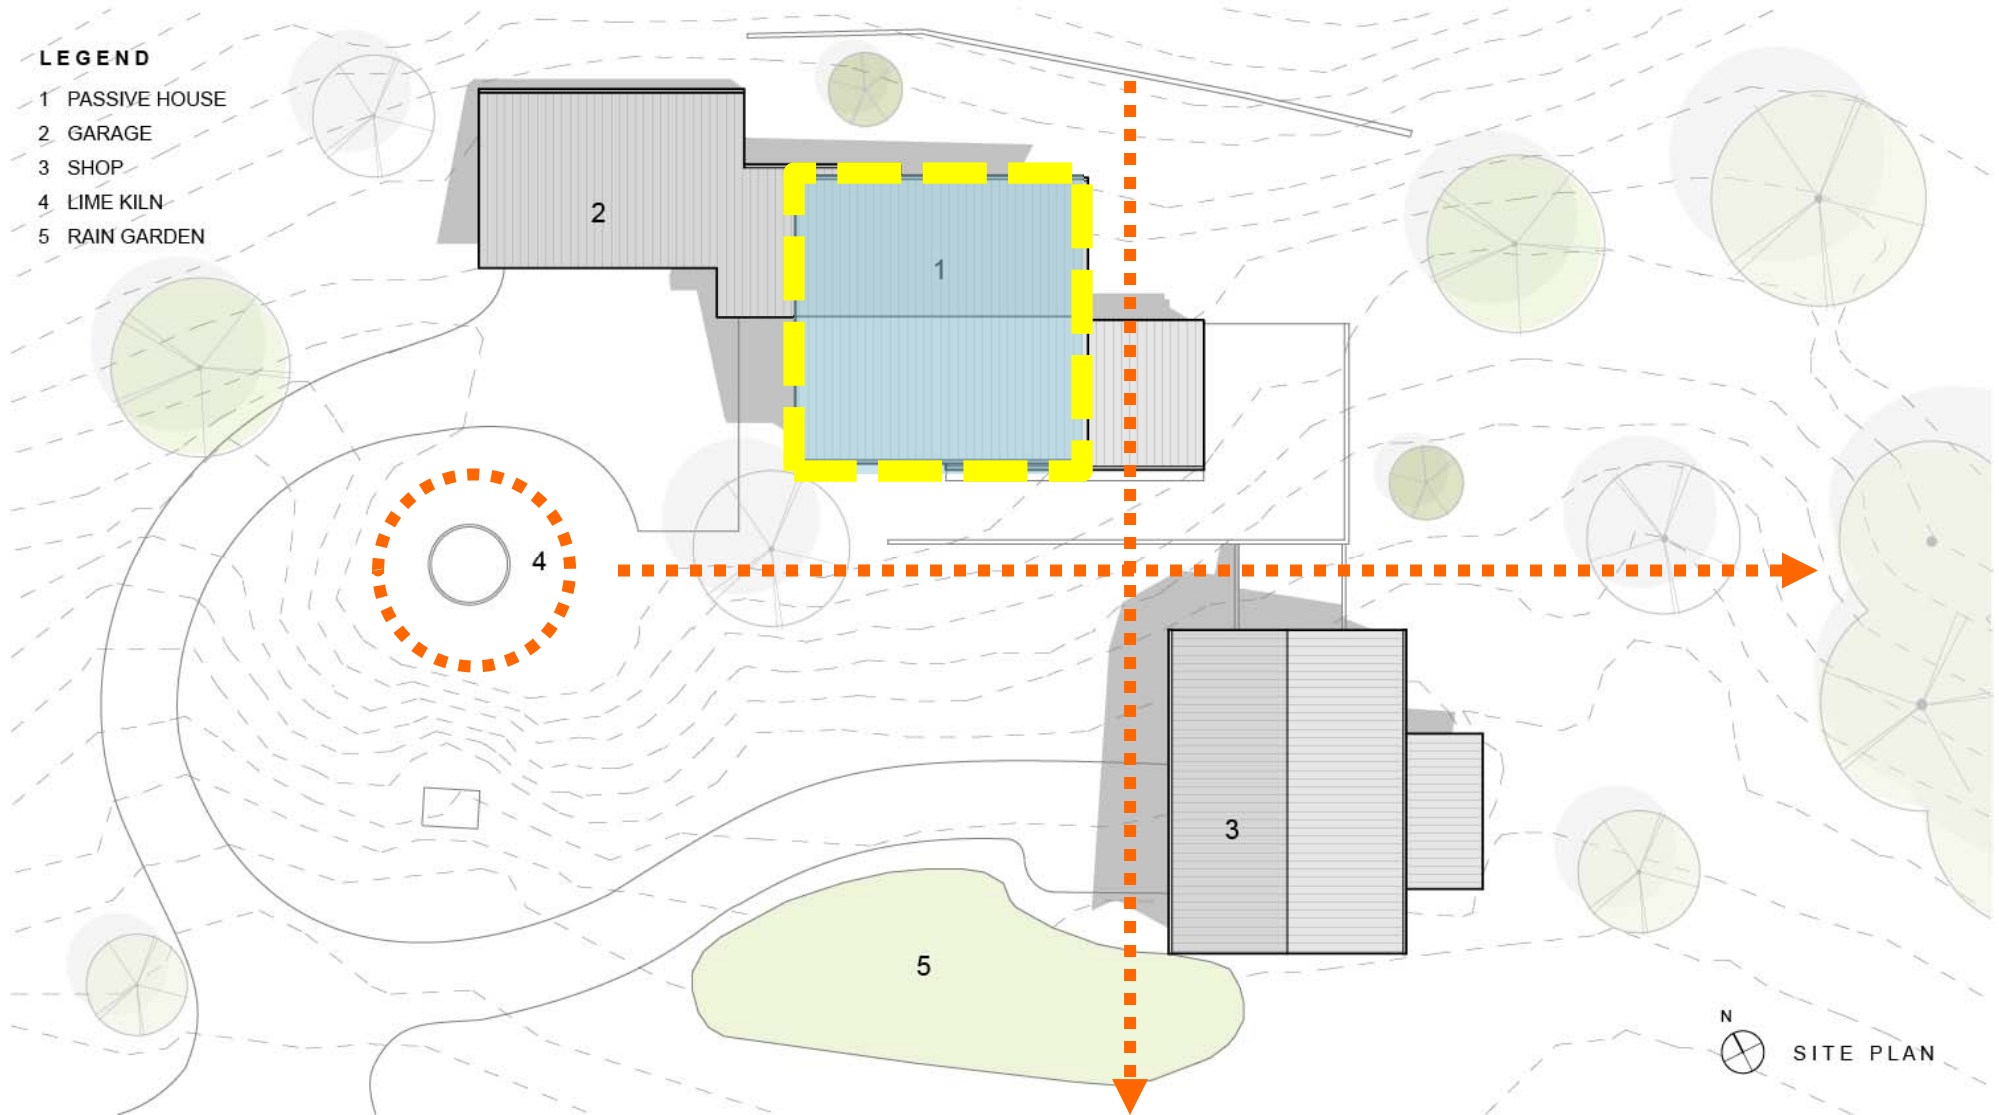 LEGEND
1 PASSIVE HOUSE
2 GARAGE
3 SHOP
4 LIME KILN
5 RAIN GARDEN
2
1
4
3
5
N
SITE PLAN